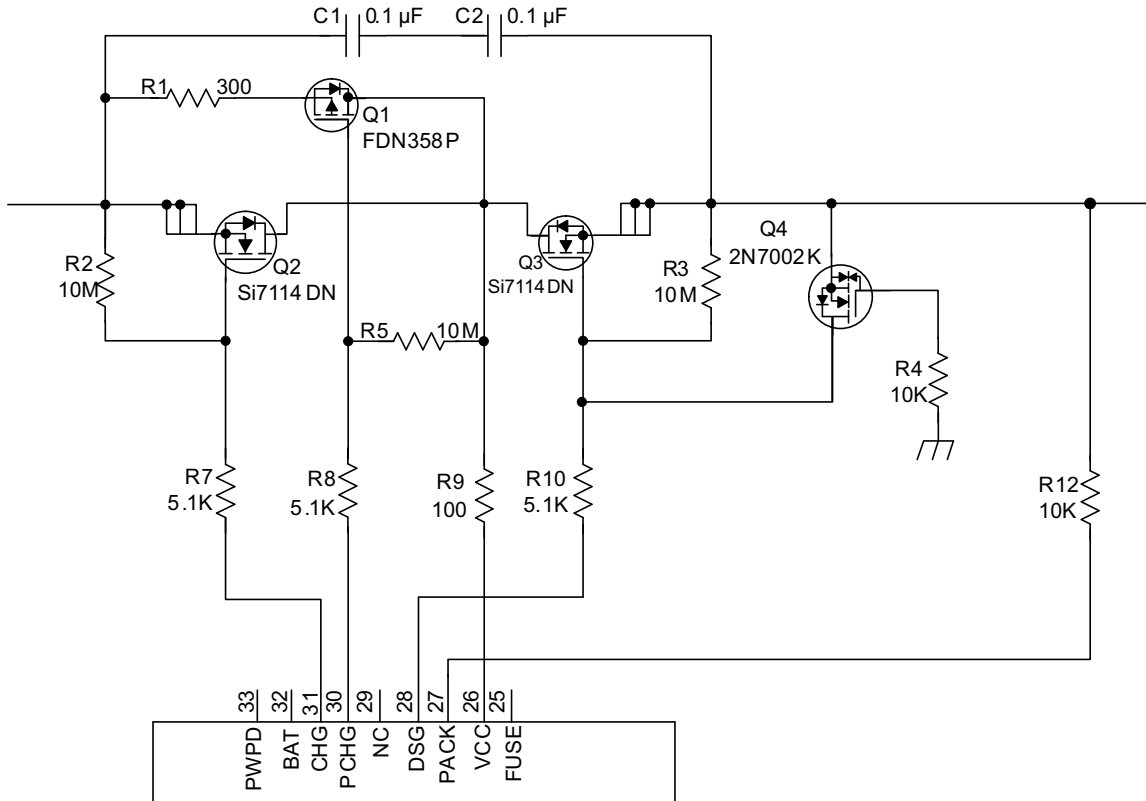 C1 0.1 µF C2 0.1 µF
R1 300
Q1
FDN358P
Q4
2N7002K
R2
10M
Q2
Si7114DN
Q3
Si7114DN
R3
10M
R5 10M
R4
10K
R7
5.1K
R8
5.1K
R9
100
R10
5.1K
R12
10K
33 32 31 30 29 28 27 26 25
PWPD BAT CHG PCHG NC DSG PACK VCC FUSE